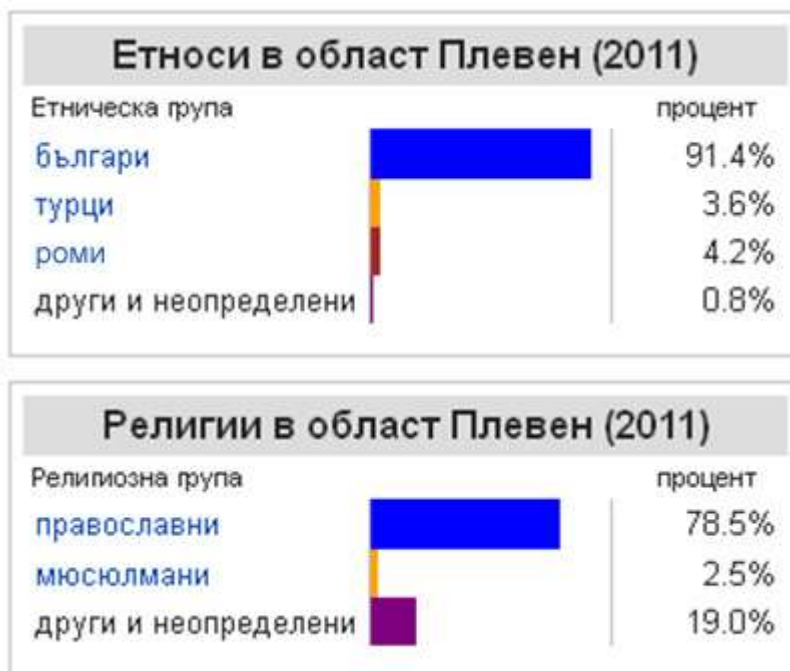 Етноси в област Плевен (2011)
Етническа група процент
българи 91.4%
турци 3.6%
роми 4.2%
други и неопределени 0.8%
Религии в област Плевен (2011)
Религиозна група процент
православни 78.5%
мюсюлмани 2.5%
други и неопределени 19.0%